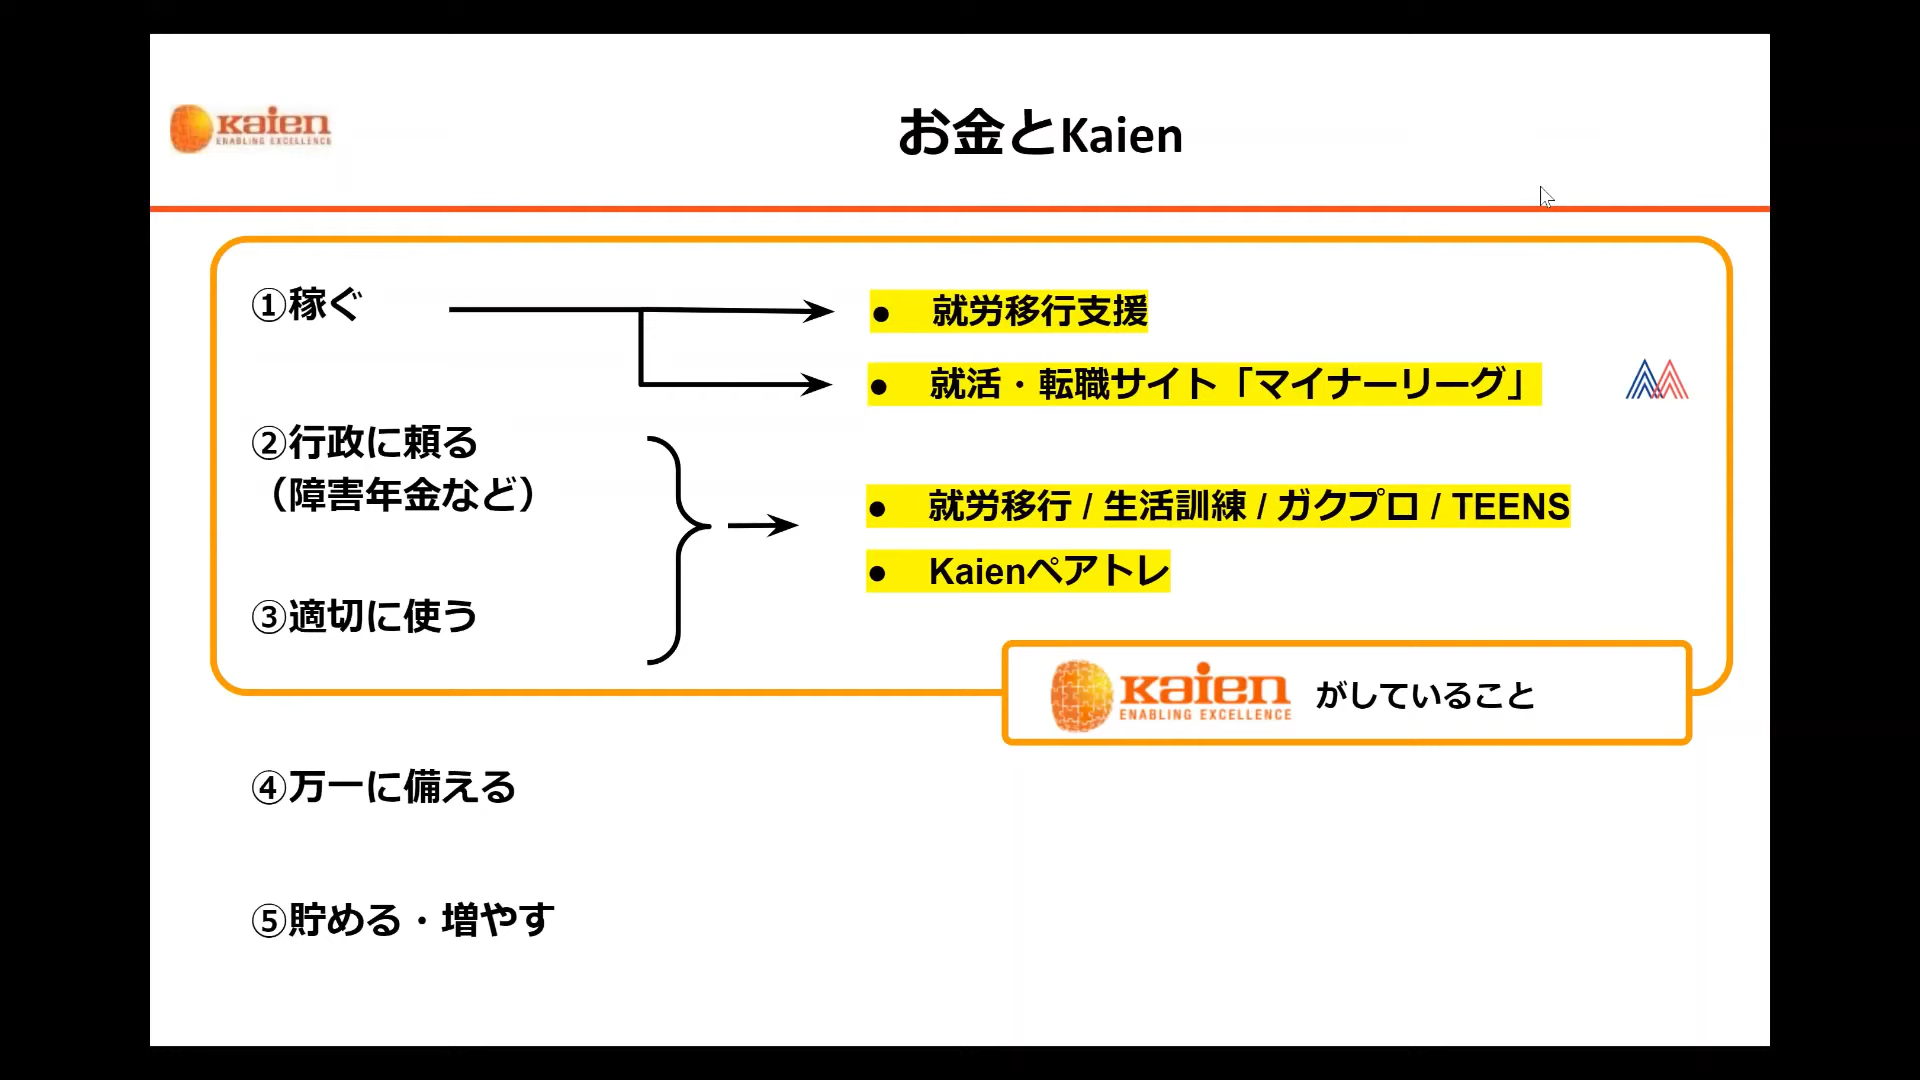 kaien
ENABLING EXCELLENCE
お金とKaien
①稼ぐ
● 就労移行支援
● 就活・転職サイト「マイナーリーグ」
②行政に頼る
（障害年金など）
● 就労移行 / 生活訓練 / ガクプロ / TEENS
● Kaienペアトレ
③適切に使う
kaien
ENABLING EXCELLENCE
がしていること
④万一に備える
⑤貯める・増やす